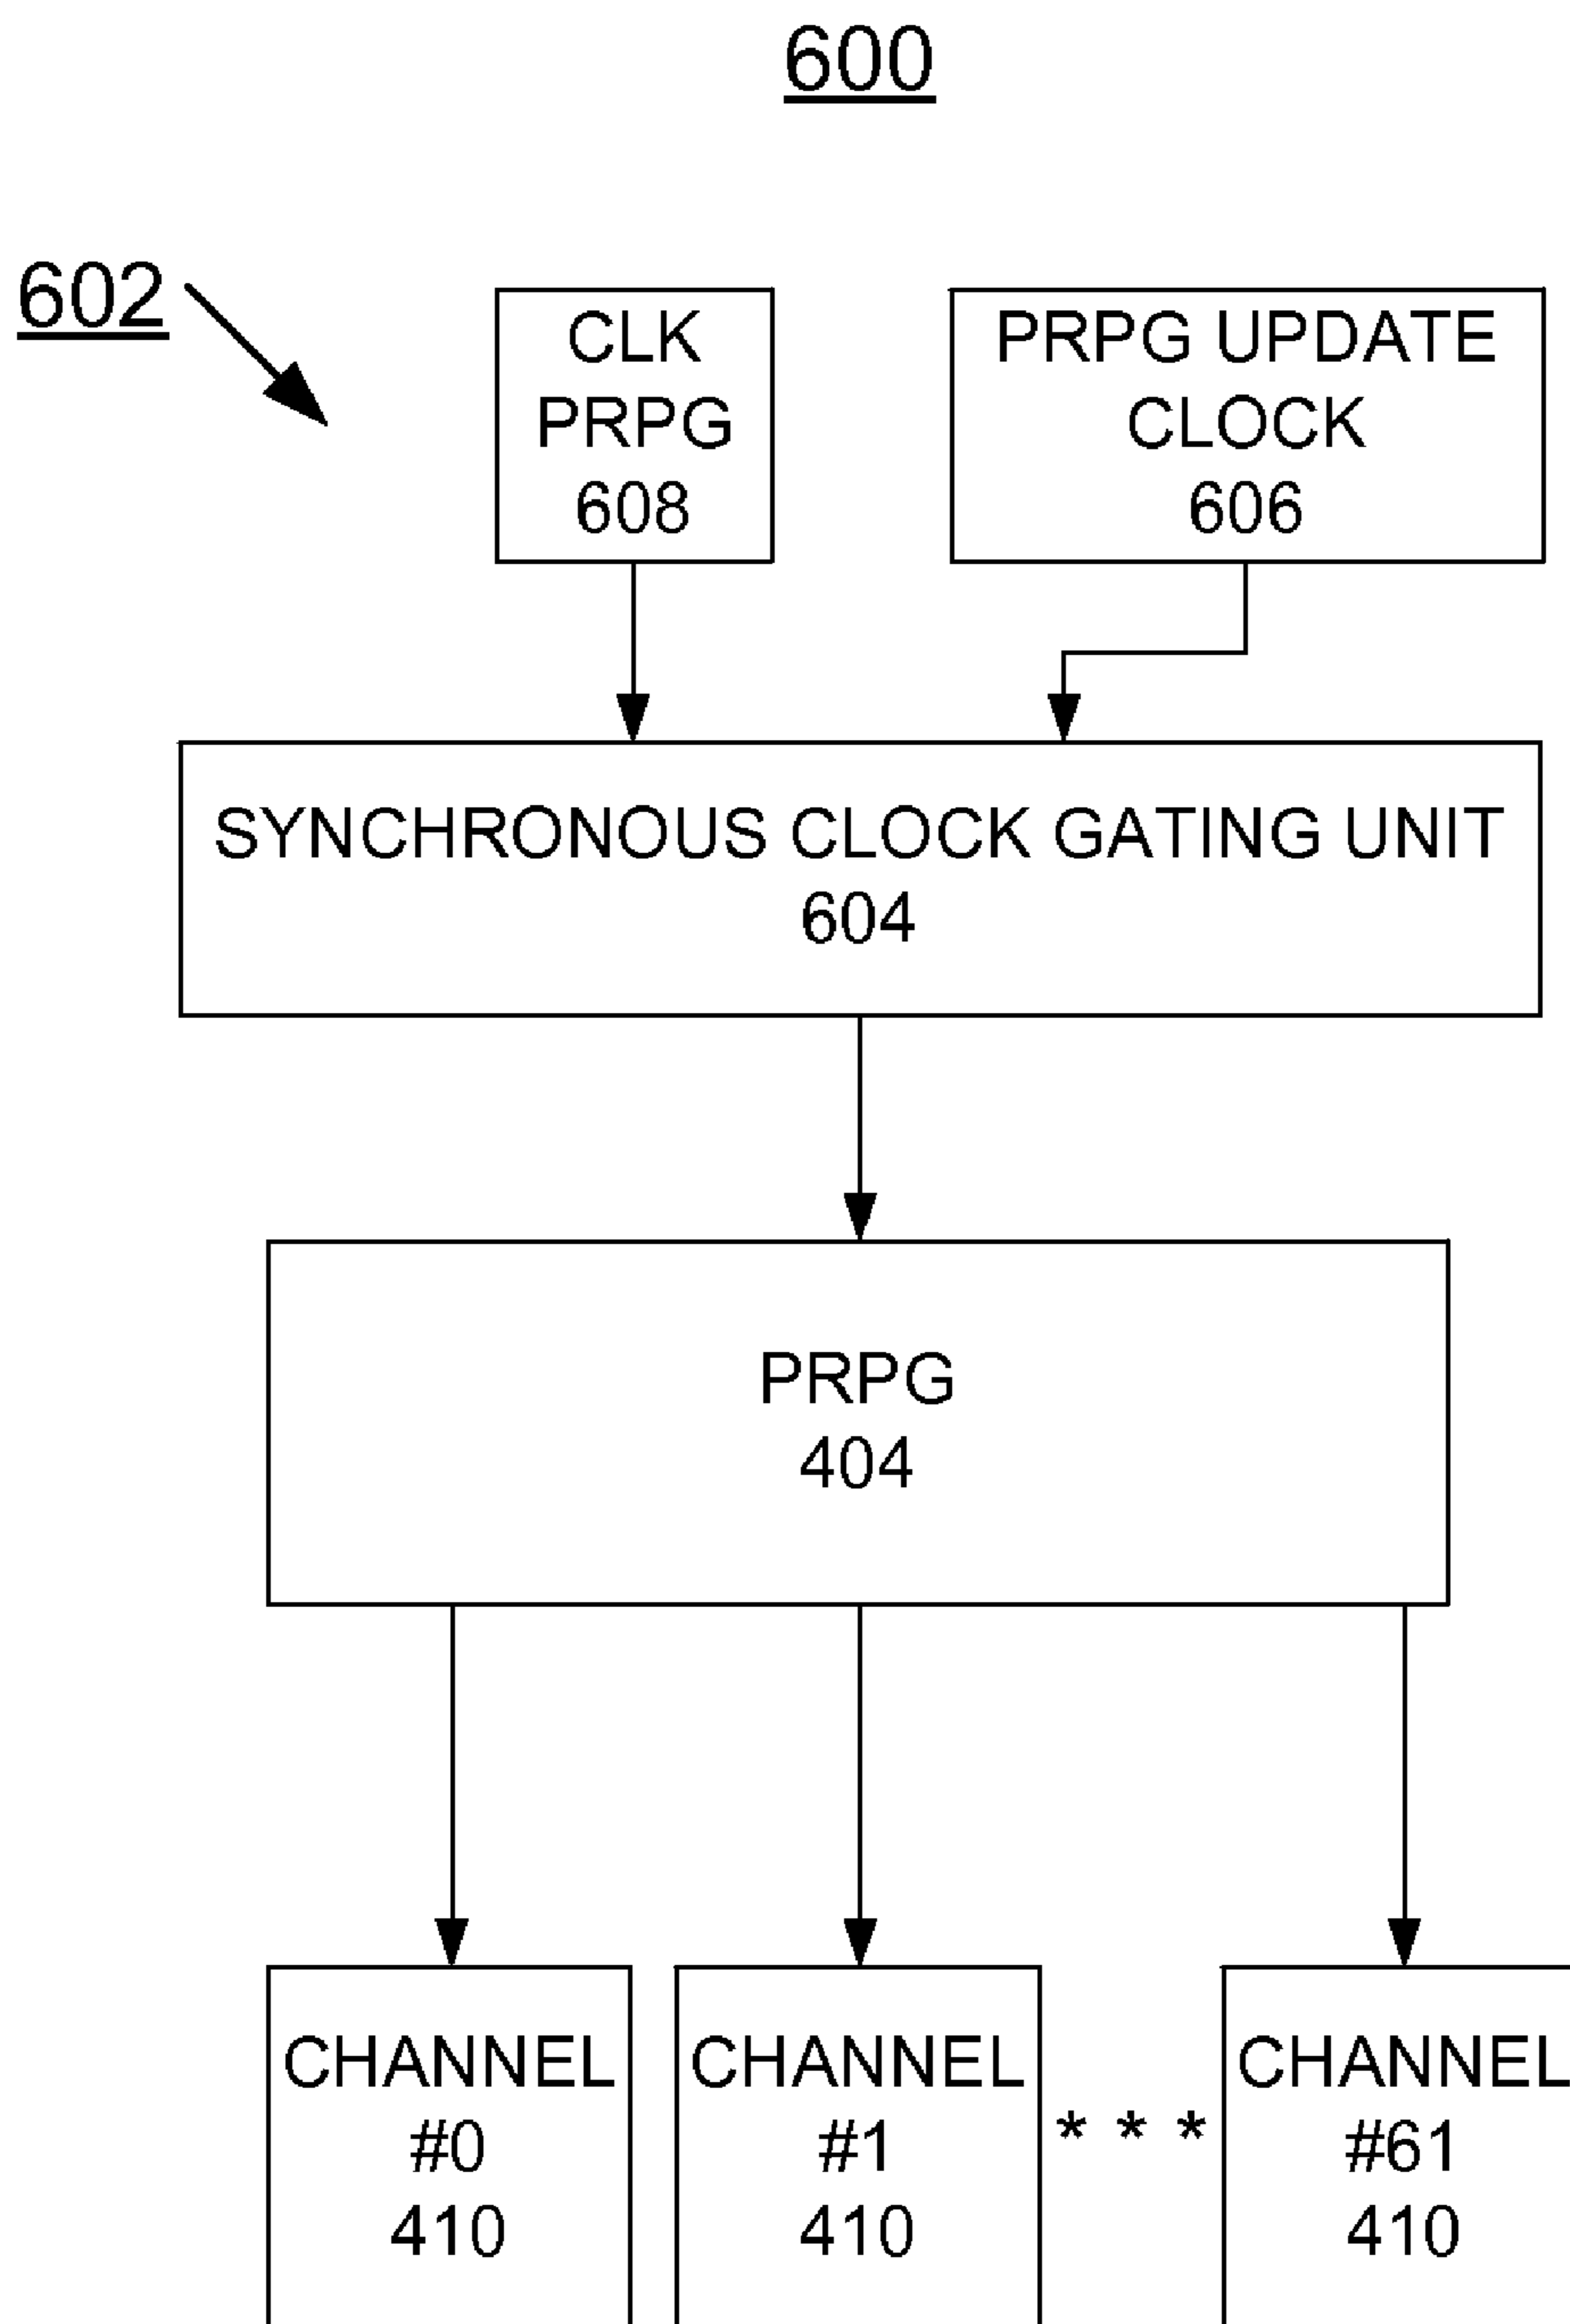 600
602
CLK
PRPG
608
PRPG UPDATE
CLOCK
606
SYNCHRONOUS CLOCK GATING UNIT
604
PRPG
404
CHANNEL
#0
410
CHANNEL
#1
410
* * *
CHANNEL
#61
410